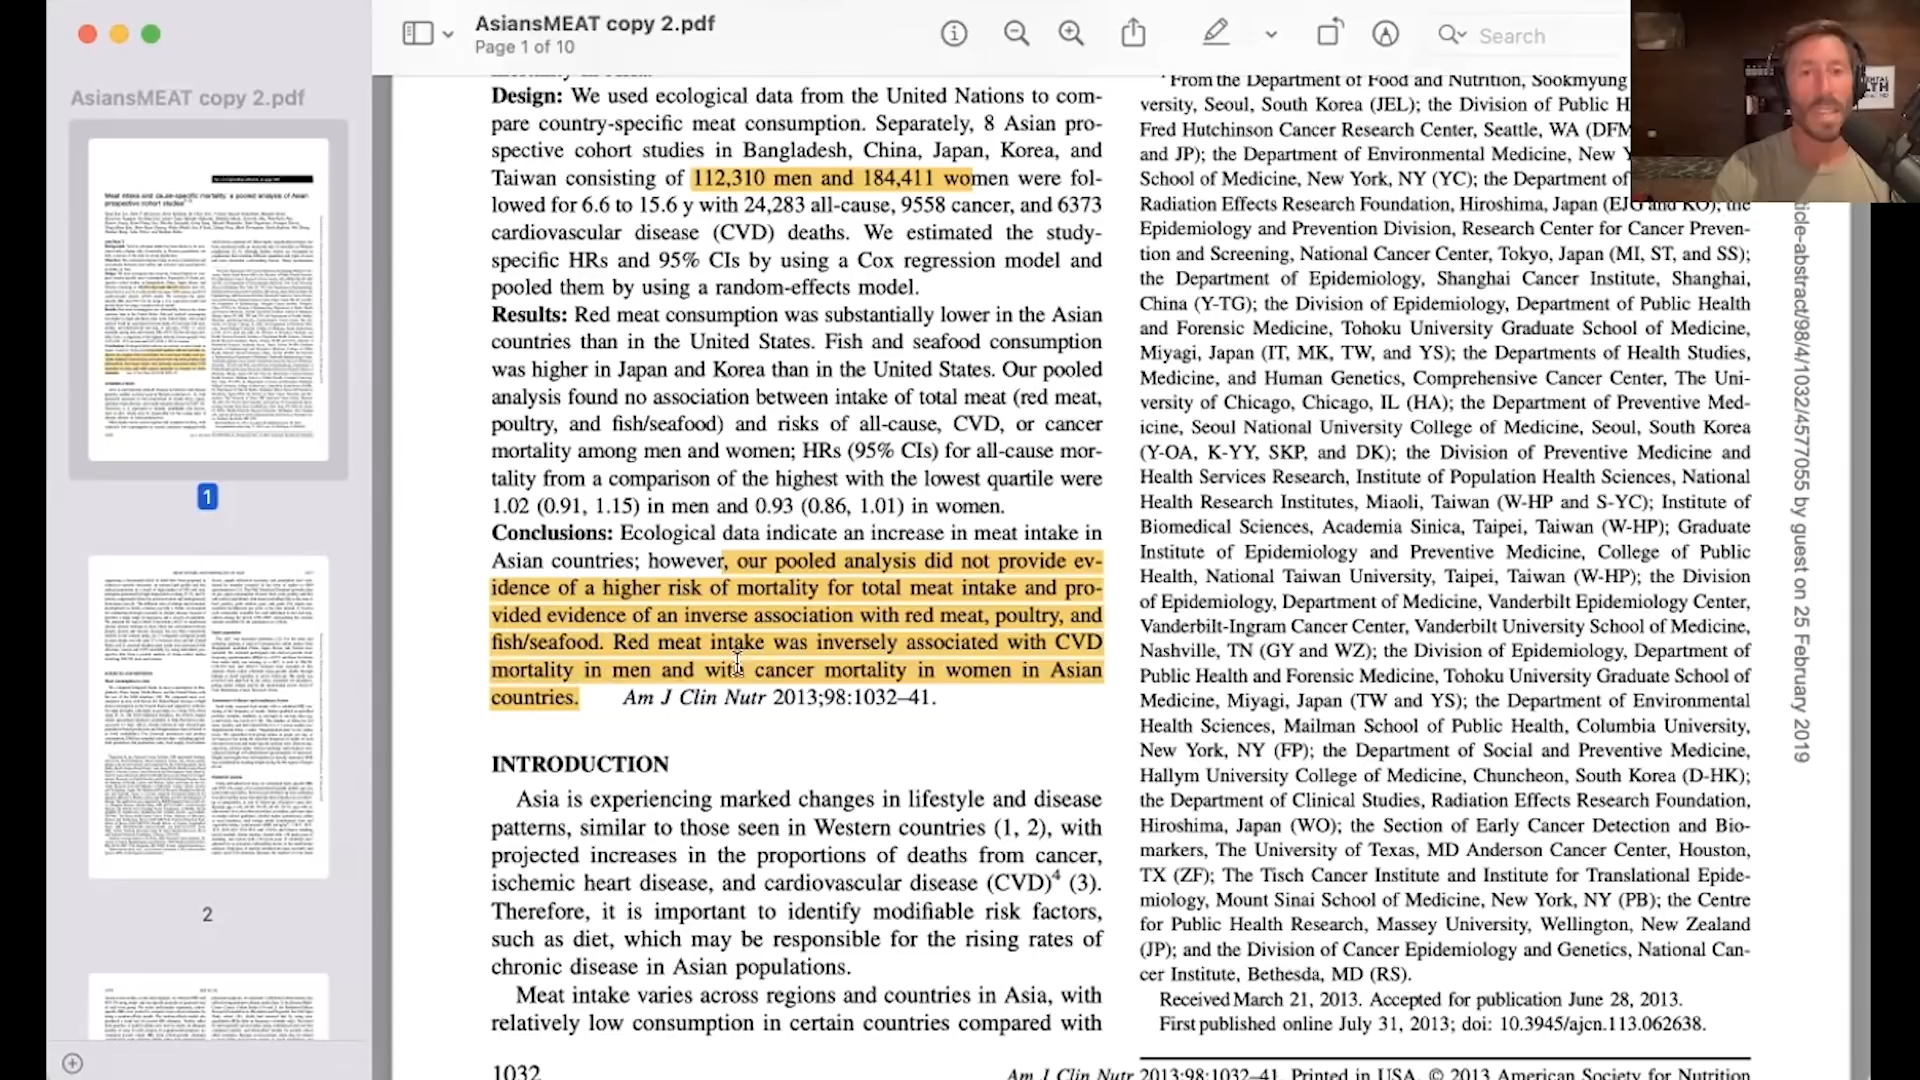 AsiansMEAT copy 2.pdf
AsiansMEAT copy 2.pdf
Page 1 of 10
Search
1
2
Design: We used ecological data from the United Nations to com-
pare country-specific meat consumption. Separately, 8 Asian pro-
spective cohort studies in Bangladesh, China, Japan, Korea, and
Taiwan consisting of 112,310 men and 184,411 women were fol-
lowed for 6.6 to 15.6 y with 24,283 all-cause, 9558 cancer, and 6373
cardiovascular disease (CVD) deaths. We estimated the study-
specific HRs and 95% CIs by using a Cox regression model and
pooled them by using a random-effects model.
Results: Red meat consumption was substantially lower in the Asian
countries than in the United States. Fish and seafood consumption
was higher in Japan and Korea than in the United States. Our pooled
analysis found no association between intake of total meat (red meat,
poultry, and fish/seafood) and risks of all-cause, CVD, or cancer
mortality among men and women; HRs (95% CIs) for all-cause mor-
tality from a comparison of the highest with the lowest quartile were
1.02 (0.91, 1.15) in men and 0.93 (0.86, 1.01) in women.
Conclusions: Ecological data indicate an increase in meat intake in
Asian countries; however, our pooled analysis did not provide ev-
idence of a higher risk of mortality for total meat intake and pro-
vided evidence of an inverse association with red meat, poultry, and
fish/seafood. Red meat intake was inversely associated with CVD
mortality in men and with cancer mortality in women in Asian
countries. Am J Clin Nutr 2013;98:1032–41.
INTRODUCTION
Asia is experiencing marked changes in lifestyle and disease
patterns, similar to those seen in Western countries (1, 2), with
projected increases in the proportions of deaths from cancer,
ischemic heart disease, and cardiovascular disease (CVD)4 (3).
Therefore, it is important to identify modifiable risk factors,
such as diet, which may be responsible for the rising rates of
chronic disease in Asian populations.
Meat intake varies across regions and countries in Asia, with
relatively low consumption in certain countries compared with
1032
From the Department of Food and Nutrition, Sookmyung
versity, Seoul, South Korea (JEL); the Division of Public H
Fred Hutchinson Cancer Research Center, Seattle, WA (DFM
and JP); the Department of Environmental Medicine, New Y
School of Medicine, New York, NY (YC); the Department of
Radiation Effects Research Foundation, Hiroshima, Japan (EJG and KO); the
Epidemiology and Prevention Division, Research Center for Cancer Preven-
tion and Screening, National Cancer Center, Tokyo, Japan (MI, ST, and SS);
the Department of Epidemiology, Shanghai Cancer Institute, Shanghai,
China (Y-TG); the Division of Epidemiology, Department of Public Health
and Forensic Medicine, Tohoku University Graduate School of Medicine,
Miyagi, Japan (IT, MK, TW, and YS); the Departments of Health Studies,
Medicine, and Human Genetics, Comprehensive Cancer Center, The Uni-
versity of Chicago, Chicago, IL (HA); the Department of Preventive Med-
icine, Seoul National University College of Medicine, Seoul, South Korea
(Y-OA, K-YY, SKP, and DK); the Division of Preventive Medicine and
Health Services Research, Institute of Population Health Sciences, National
Health Research Institutes, Miaoli, Taiwan (W-HP and S-YC); Institute of
Biomedical Sciences, Academia Sinica, Taipei, Taiwan (W-HP); Graduate
Institute of Epidemiology and Preventive Medicine, College of Public
Health, National Taiwan University, Taipei, Taiwan (W-HP); the Division
of Epidemiology, Department of Medicine, Vanderbilt Epidemiology Center,
Vanderbilt-Ingram Cancer Center, Vanderbilt University School of Medicine,
Nashville, TN (GY and WZ); the Division of Epidemiology, Department of
Public Health and Forensic Medicine, Tohoku University Graduate School of
Medicine, Miyagi, Japan (TW and YS); the Department of Environmental
Health Sciences, Mailman School of Public Health, Columbia University,
New York, NY (FP); the Department of Social and Preventive Medicine,
Hallym University College of Medicine, Chuncheon, South Korea (D-HK);
the Department of Clinical Studies, Radiation Effects Research Foundation,
Hiroshima, Japan (WO); the Section of Early Cancer Detection and Bio-
markers, The University of Texas, MD Anderson Cancer Center, Houston,
TX (ZF); The Tisch Cancer Institute and Institute for Translational Epide-
miology, Mount Sinai School of Medicine, New York, NY (PB); the Centre
for Public Health Research, Massey University, Wellington, New Zealand
(JP); and the Division of Cancer Epidemiology and Genetics, National Can-
cer Institute, Bethesda, MD (RS).
Received March 21, 2013. Accepted for publication June 28, 2013.
First published online July 31, 2013; doi: 10.3945/ajcn.113.062638.
Am J Clin Nutr 2013;98:1032–41. Printed in USA. © 2013 American Society for Nutrition
ticle-abstract/98/4/1032/4577055 by guest on 25 February 2019